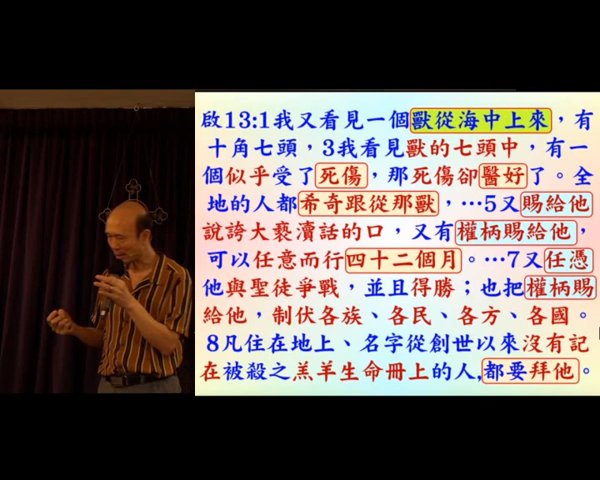 啟13:1我又看見一個獸從海中上來，有
十角七頭，3我看見獸的七頭中，有一
個似乎受了死傷，那死傷卻醫好了。全
地的人都希奇跟從那獸，…5又賜給他
說誇大褻瀆話的口，又有權柄賜給他，
可以任意而行四十二個月。…7又任憑
他與聖徒爭戰，並且得勝；也把權柄賜
給他，制伏各族、各民、各方、各國。
8凡住在地上、名字從創世以來沒有記
在被殺之羔羊生命冊上的人,都要拜他。